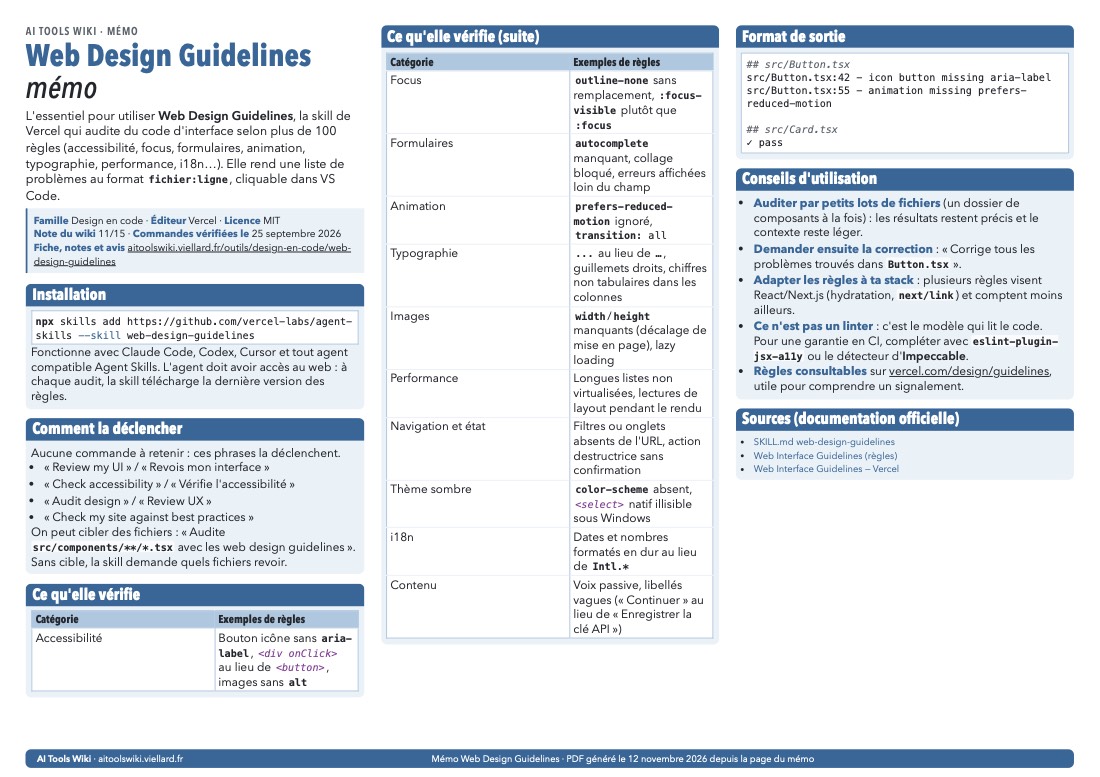 AI TOOLS WIKI · MÉMO
Web Design Guidelines
mémo
L'essentiel pour utiliser Web Design Guidelines, la skill de
Vercel qui audite du code d'interface selon plus de 100
règles (accessibilité, focus, formulaires, animation,
typographie, performance, i18n…). Elle rend une liste de
problèmes au format fichier:ligne, cliquable dans VS
Code.
Famille Design en code · Éditeur Vercel · Licence MIT
Note du wiki 11/15 · Commandes vérifiées le 25 septembre 2026
Fiche, notes et avis aitoolswiki.viellard.fr/outils/design-en-code/web-
design-guidelines
Installation
npx skills add https://github.com/vercel-labs/agent-
skills --skill web-design-guidelines
Fonctionne avec Claude Code, Codex, Cursor et tout agent
compatible Agent Skills. L'agent doit avoir accès au web : à
chaque audit, la skill télécharge la dernière version des
règles.
Comment la déclencher
Aucune commande à retenir : ces phrases la déclenchent.
• « Review my UI » / « Revois mon interface »
• « Check accessibility » / « Vérifie l'accessibilité »
• « Audit design » / « Review UX »
• « Check my site against best practices »
On peut cibler des fichiers : « Audite
src/components/**/*.tsx avec les web design guidelines ».
Sans cible, la skill demande quels fichiers revoir.
Ce qu'elle vérifie
Catégorie Exemples de règles
Accessibilité Bouton icône sans aria-
label, <div onClick>
au lieu de <button>,
images sans alt
Ce qu'elle vérifie (suite)
Catégorie Exemples de règles
Focus outline-none sans
remplacement, :focus-
visible plutôt que
:focus
Formulaires autocomplete
manquant, collage
bloqué, erreurs affichées
loin du champ
Animation prefers-reduced-
motion ignoré,
transition: all
Typographie ... au lieu de …,
guillemets droits, chiffres
non tabulaires dans les
colonnes
Images width/height
manquants (décalage de
mise en page), lazy
loading
Performance Longues listes non
virtualisées, lectures de
layout pendant le rendu
Navigation et état Filtres ou onglets
absents de l'URL, action
destructrice sans
confirmation
Thème sombre color-scheme absent,
<select> natif illisible
sous Windows
i18n Dates et nombres
formatés en dur au lieu
de Intl.*
Contenu Voix passive, libellés
vagues (« Continuer » au
lieu de « Enregistrer la
clé API »)
Format de sortie
## src/Button.tsx
src/Button.tsx:42 - icon button missing aria-label
src/Button.tsx:55 - animation missing prefers-
reduced-motion
## src/Card.tsx
✓ pass
Conseils d'utilisation
• Auditer par petits lots de fichiers (un dossier de
composants à la fois) : les résultats restent précis et le
contexte reste léger.
• Demander ensuite la correction : « Corrige tous les
problèmes trouvés dans Button.tsx ».
• Adapter les règles à ta stack : plusieurs règles visent
React/Next.js (hydratation, next/link) et comptent moins
ailleurs.
• Ce n'est pas un linter : c'est le modèle qui lit le code.
Pour une garantie en CI, compléter avec eslint-plugin-
jsx-a11y ou le détecteur d'Impeccable.
• Règles consultables sur vercel.com/design/guidelines,
utile pour comprendre un signalement.
Sources (documentation officielle)
• SKILL.md web-design-guidelines
• Web Interface Guidelines (règles)
• Web Interface Guidelines — Vercel
AI Tools Wiki · aitoolswiki.viellard.fr
Mémo Web Design Guidelines · PDF généré le 12 novembre 2026 depuis la page du mémo